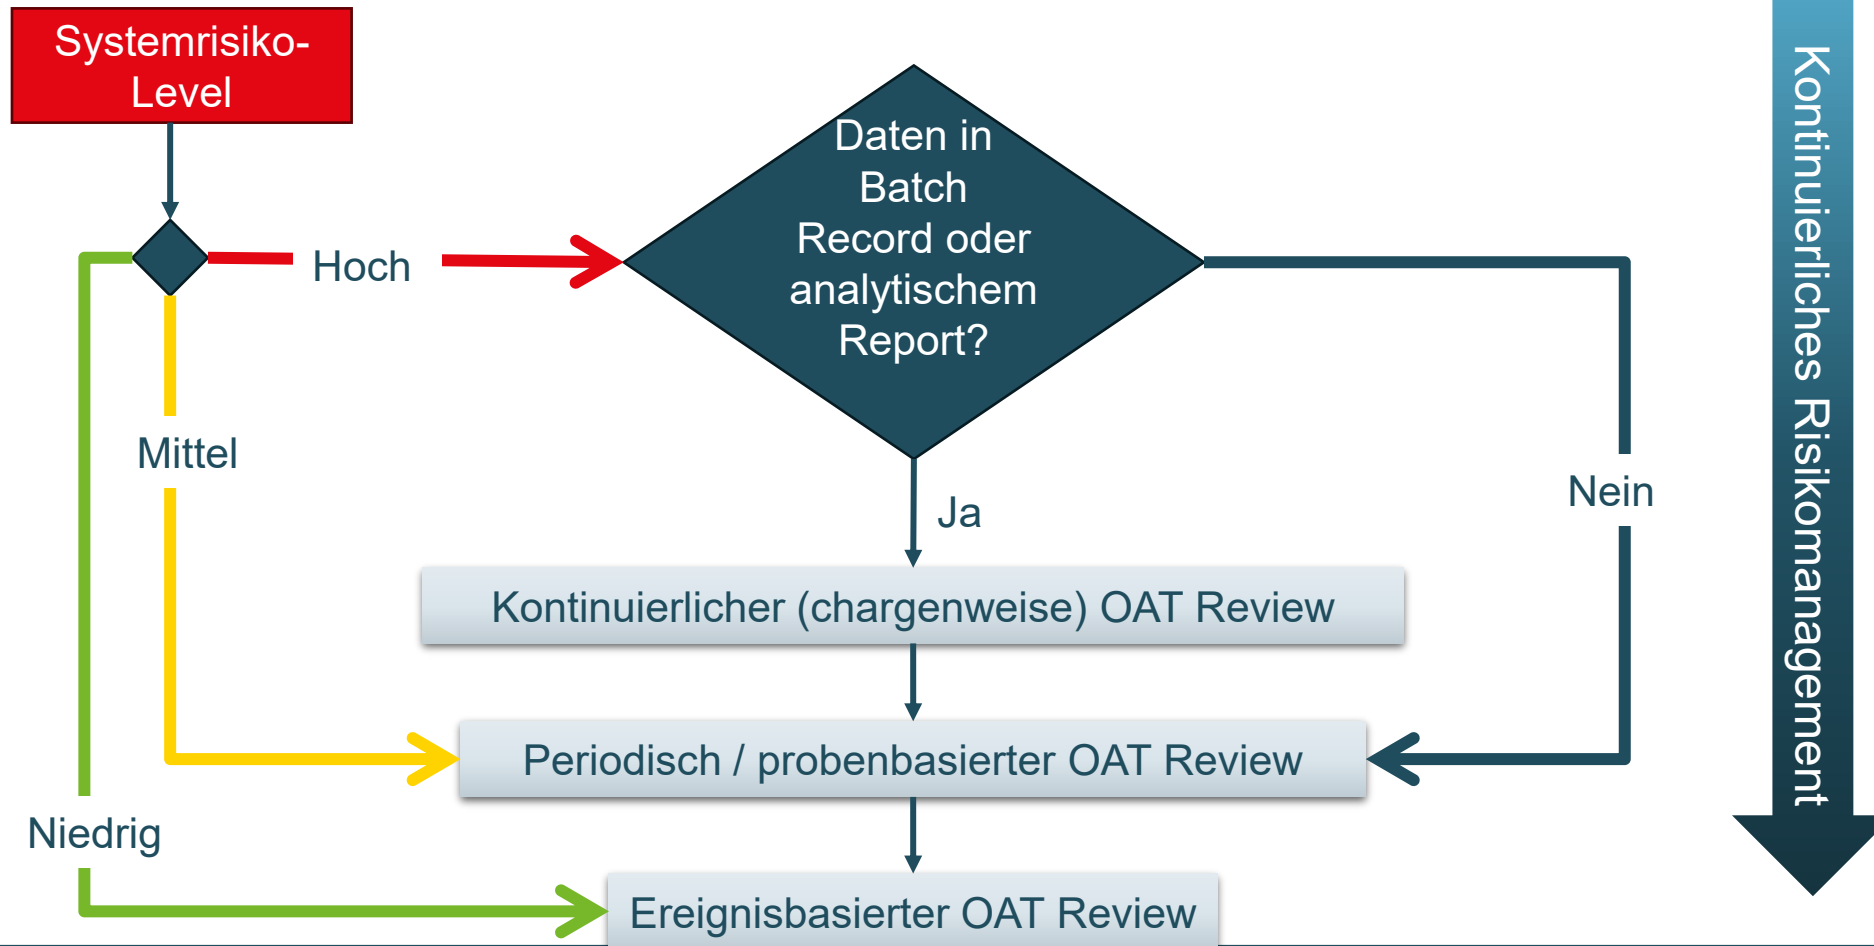 Systemrisiko-
Level
Daten in
Batch
Record oder
analytischem
Report?
Hoch
Mittel
Nein
Ja
Kontinuierlicher (chargenweise) OAT Review
Periodisch / probenbasierter OAT Review
Niedrig
Ereignisbasierter OAT Review
Kontinuierliches Risikomanagement